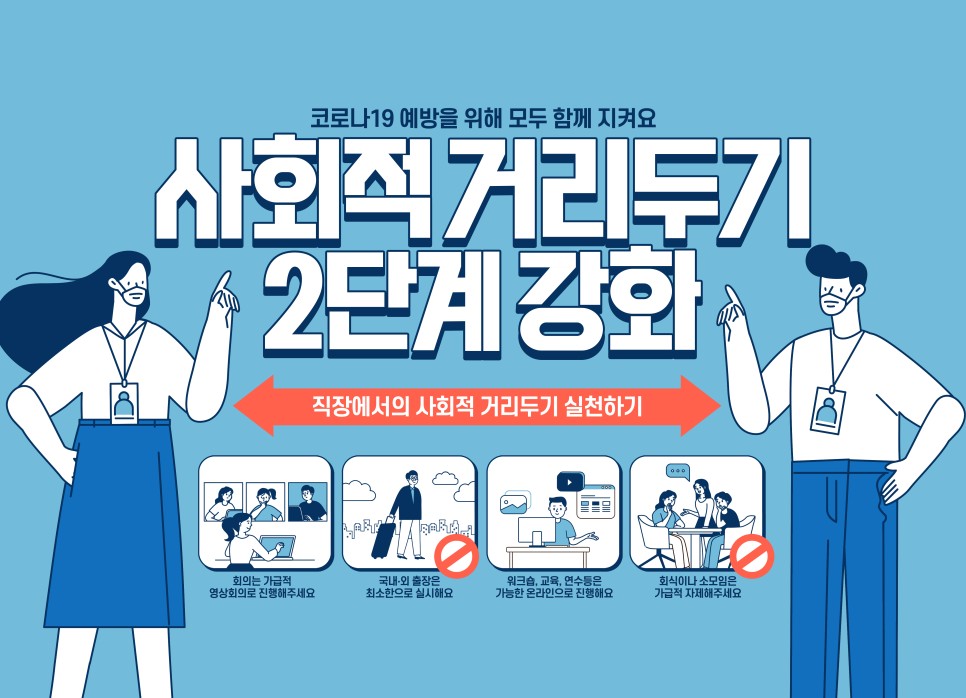 코로나19 예방을 위해 모두 함께 지켜요
사회적 거리두기
2단계 강화
직장에서의 사회적 거리두기 실천하기
회의는 가급적
영상회의로 진행해주세요
국내·외 출장은
최소한으로 실시해요
워크숍, 교육, 연수등은
가능한 온라인으로 진행해요
회식이나 소모임은
가급적 자제해주세요